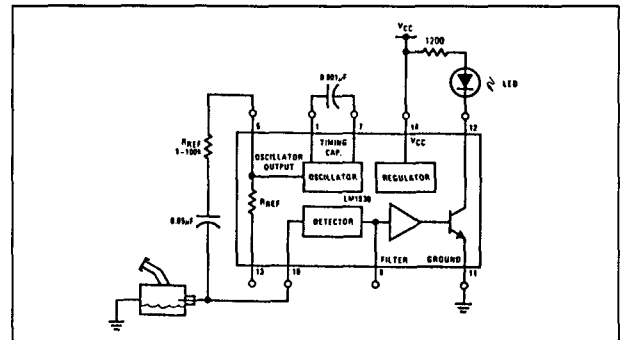 VCC
1200
LED
0.001µF
5
1
7
14
12
RREF
1-100k
OSCILLATOR
OUTPUT
TIMING
CAP.
VCC
OSCILLATOR
REGULATOR
LM1830
RREF
DETECTOR
0.05µF
FILTER
GROUND
13
10
9
11